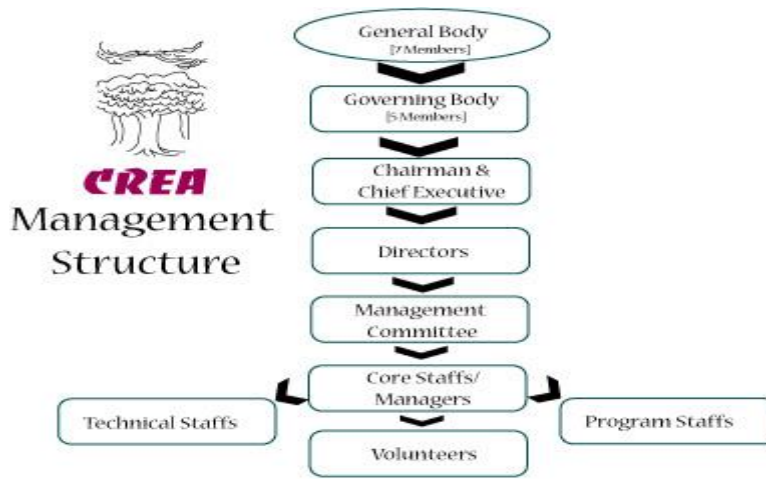 General Body
[7 Members]
Governing Body
[5 Members]
Chairman &
Chief Executive
CREA
Management
Structure
Directors
Management
Committee
Core Staffs/
Managers
Technical Staffs
Program Staffs
Volunteers